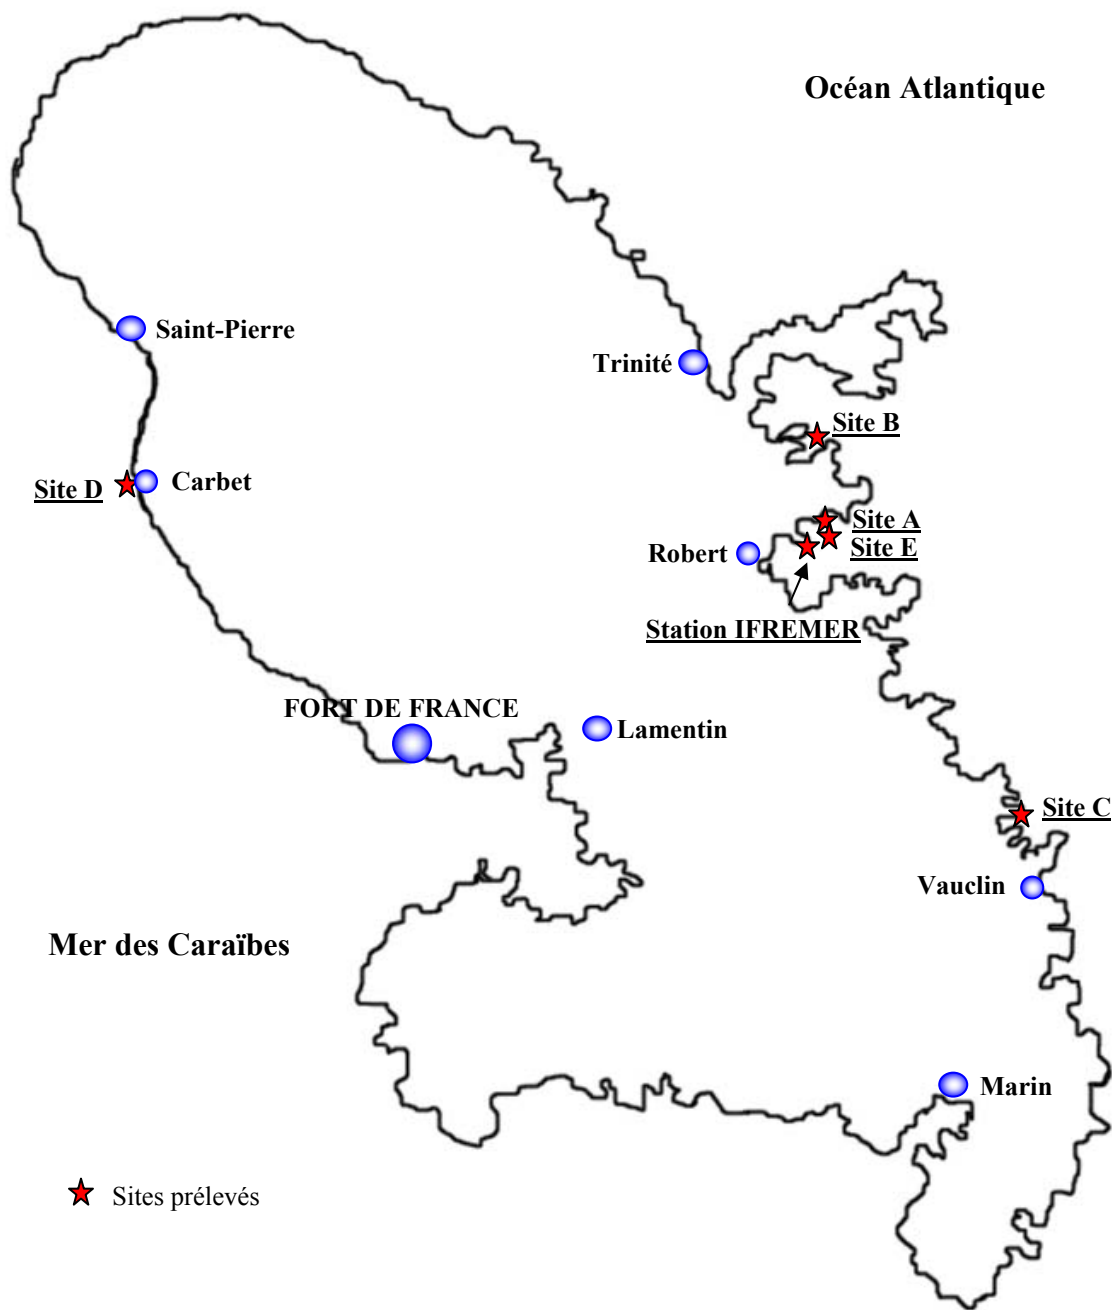 Océan Atlantique
Saint-Pierre
Trinité
Site B
Site D
Carbet
Site A
Site E
Robert
Station IFREMER
FORT DE FRANCE
Lamentin
Site C
Vauclin
Mer des Caraïbes
Marin
Sites prélevés